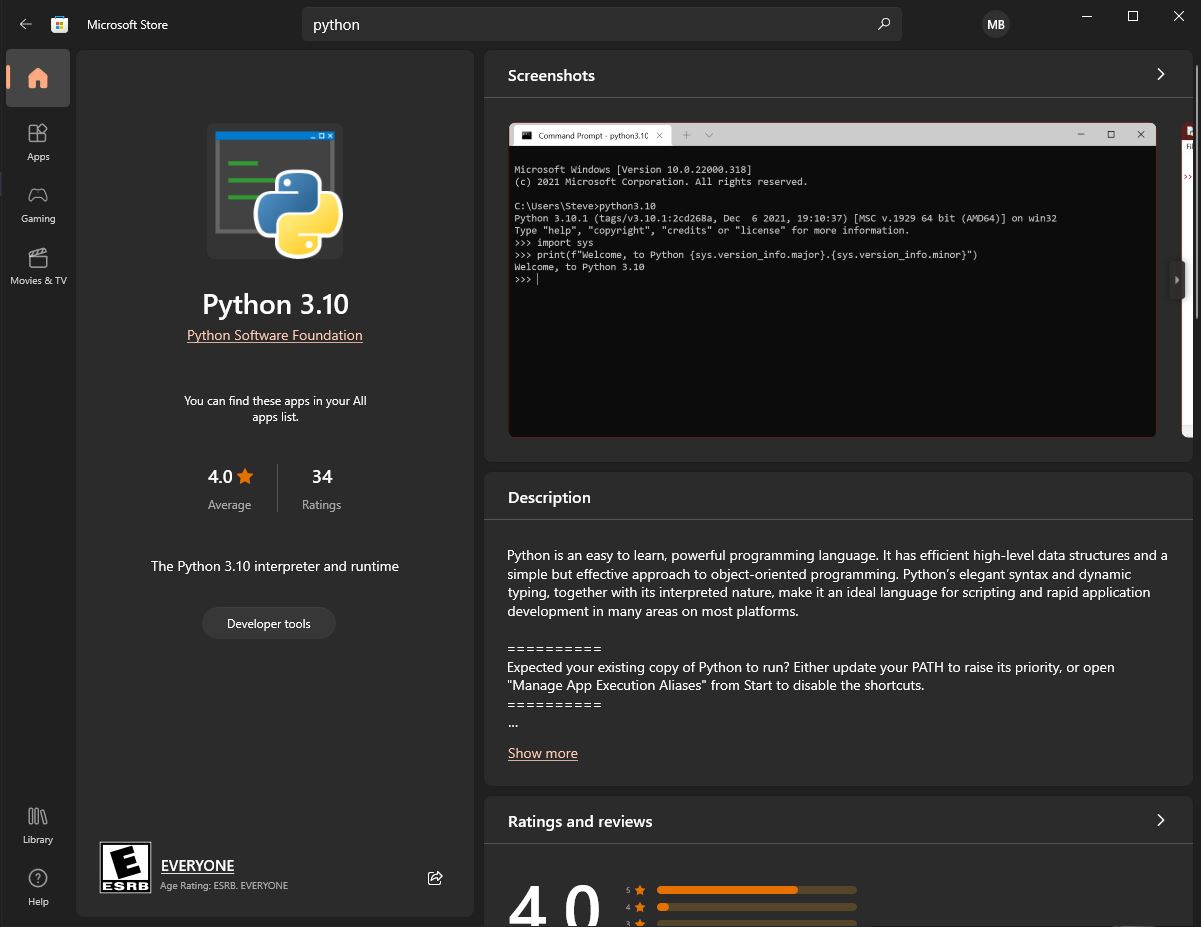 Microsoft Store
python
MB
Apps
Gaming
Movies & TV
Library
Help
Python 3.10
Python Software Foundation
You can find these apps in your All
apps list.
4.0
34
Average
Ratings
The Python 3.10 interpreter and runtime
Developer tools
E
ESRB
EVERYONE
Age Rating: ESRB. EVERYONE
Screenshots
Command Prompt - python3.10
Microsoft Windows [Version 10.0.22000.318]
(c) 2021 Microsoft Corporation. All rights reserved.
C:\Users\Steve>python3.10
Python 3.10.1 (tags/v3.10.1:2cd268a, Dec  6 2021, 19:10:37) [MSC v.1929 64 bit (AMD64)] on win32
Type "help", "copyright", "credits" or "license" for more information.
>>> import sys
>>> print(f"Welcome, to Python {sys.version_info.major}.{sys.version_info.minor}")
Welcome, to Python 3.10
>>>
>>
Description
Python is an easy to learn, powerful programming language. It has efficient high-level data structures and a
simple but effective approach to object-oriented programming. Python's elegant syntax and dynamic
typing, together with its interpreted nature, make it an ideal language for scripting and rapid application
development in many areas on most platforms.
==========
Expected your existing copy of Python to run? Either update your PATH to raise its priority, or open
"Manage App Execution Aliases" from Start to disable the shortcuts.
==========
...
Show more
Ratings and reviews
4.0
5
4
3